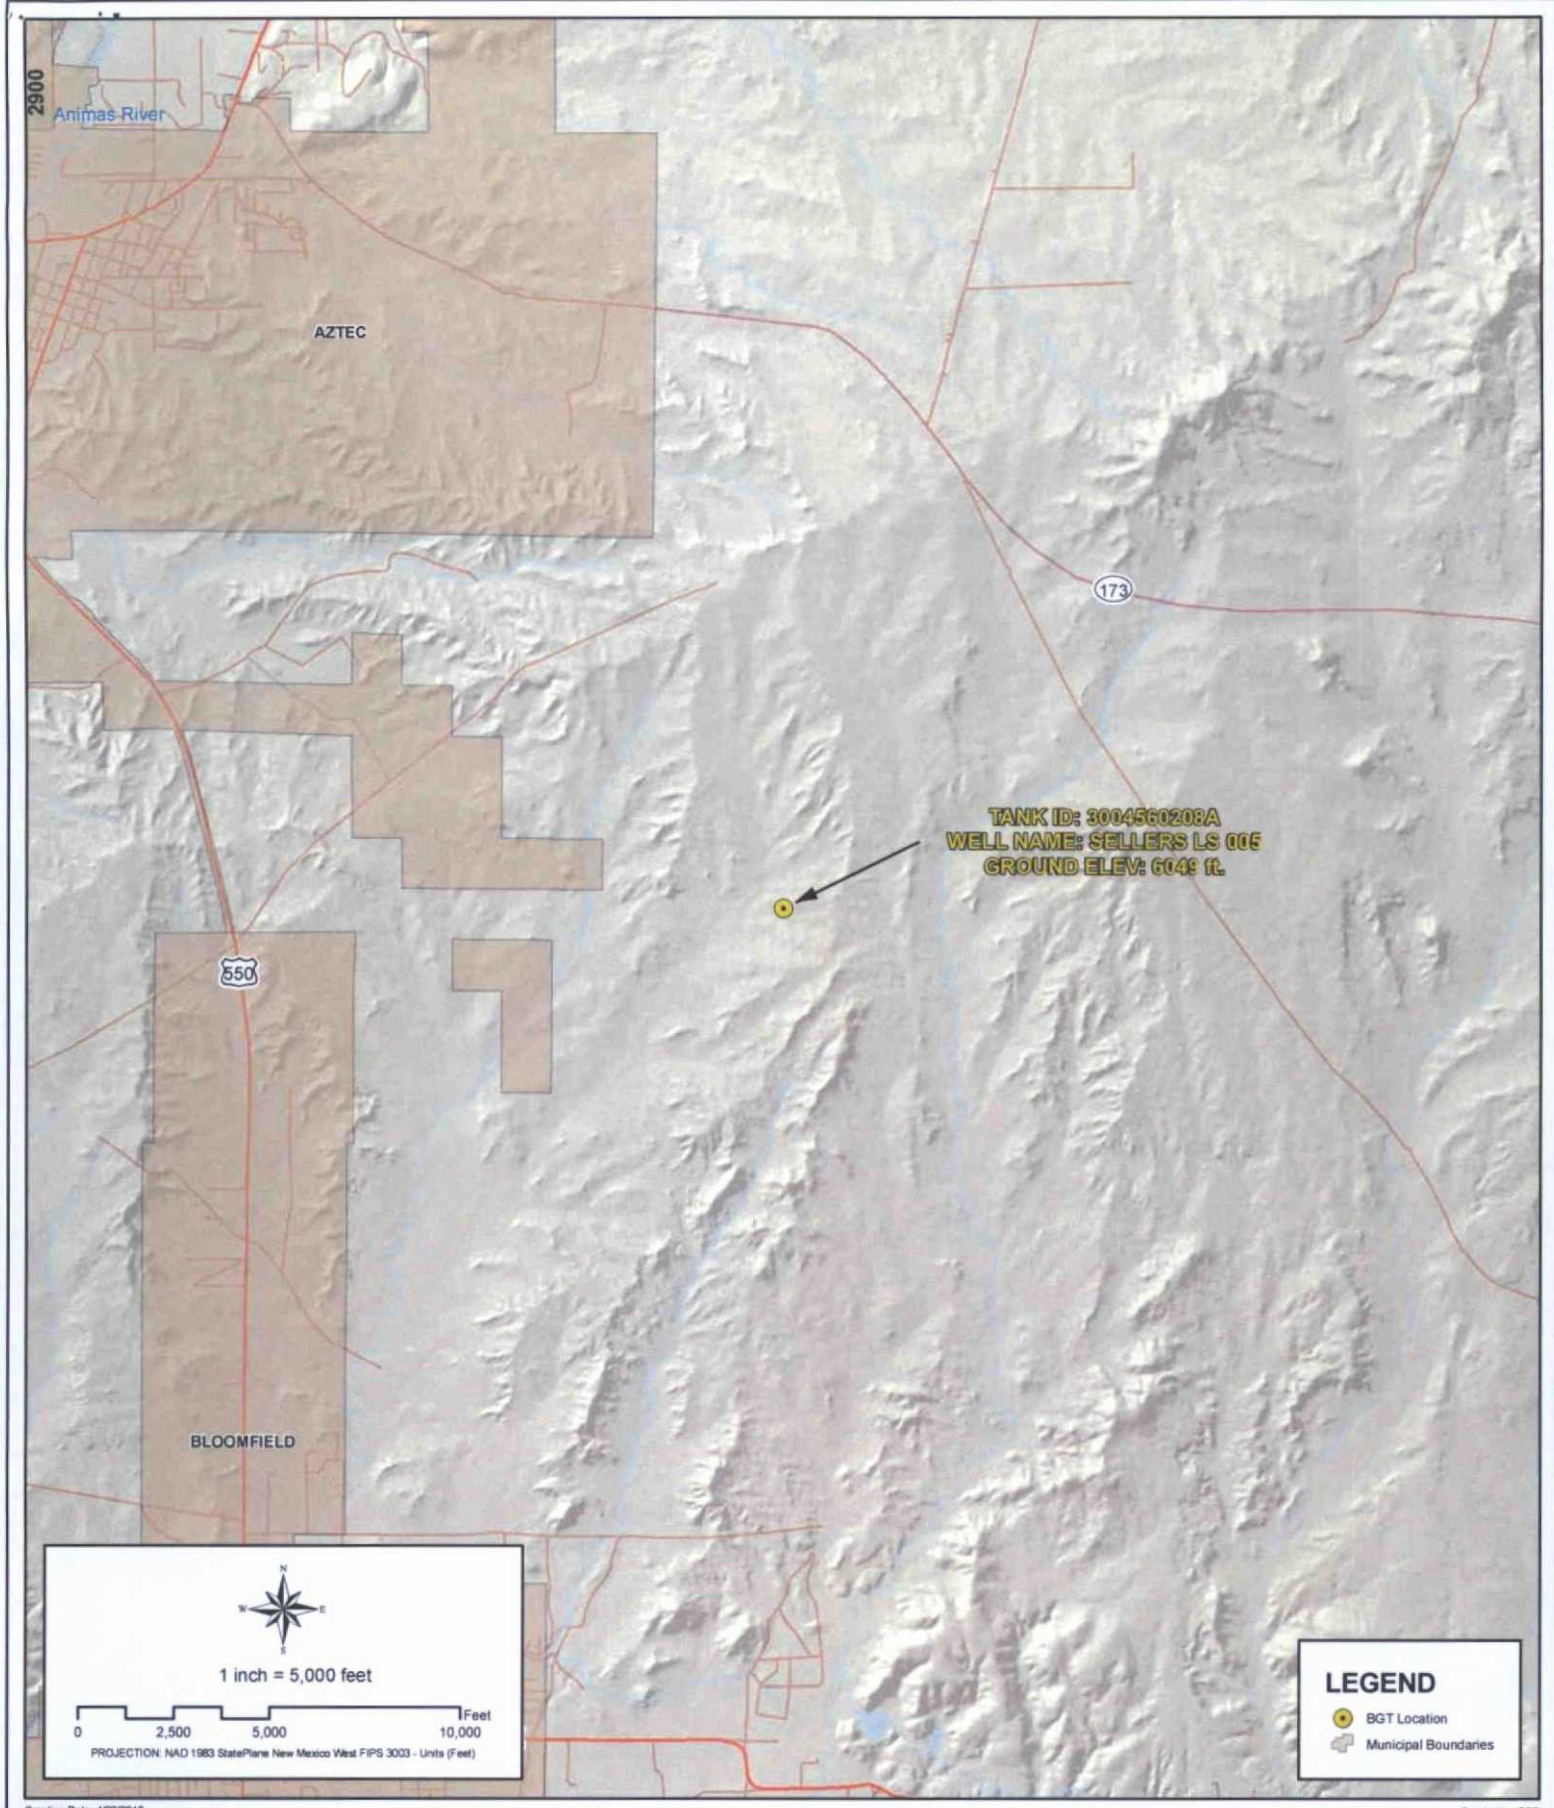 2900
Animas River
AZTEC
173
TANK ID: 3004560208A
WELL NAME: SELLERS LS 005
GROUND ELEV: 6049 ft.
550
BLOOMFIELD
N
W E
S
1 inch = 5,000 feet
Feet
0 2,500 5,000 10,000
PROJECTION: NAD 1983 StatePlane New Mexico West FIPS 3003 - Units (Feet)
LEGEND
BGT Location
Municipal Boundaries